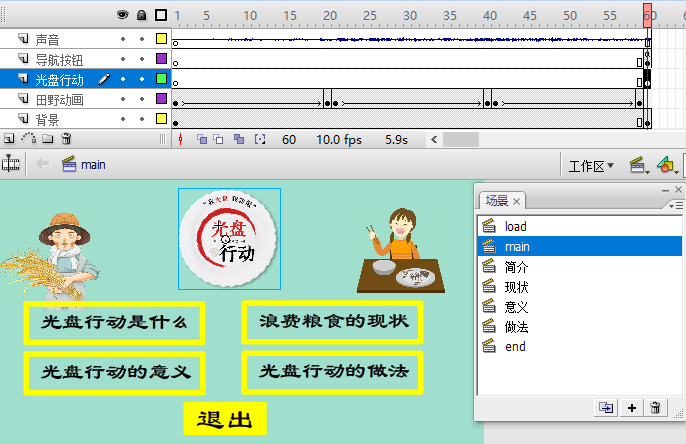 1 5 10 15 20 25 30 35 40 45 50 55 60 65
声音
导航按钮
光盘行动
田野动画
背景
60 10.0 fps 5.9s
main
工作区
场景
load
main
简介
现状
意义
做法
end
光盘
行动
光盘行动是什么
浪费粮食的现状
光盘行动的意义
光盘行动的做法
退出